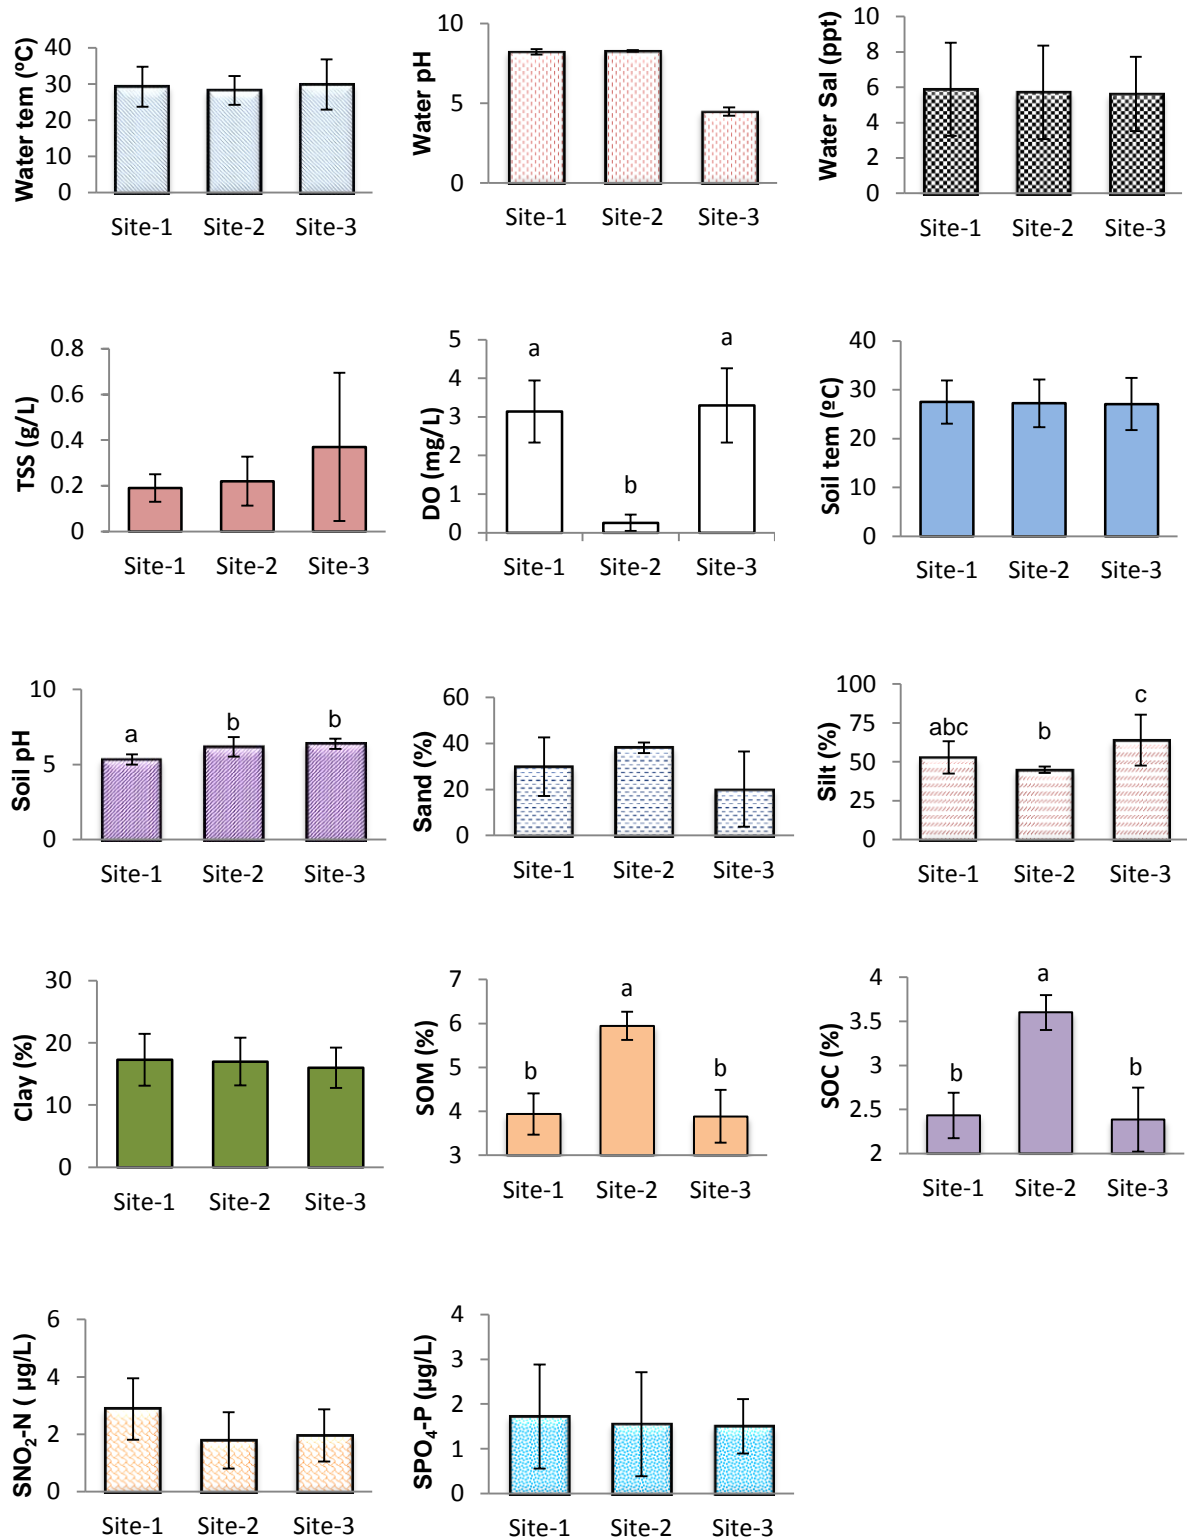 Water tem (ºC)
40
30
20
10
0
Site-1 Site-2 Site-3
Water pH
10
5
0
Site-1 Site-2 Site-3
Water Sal (ppt)
10
8
6
4
2
0
Site-1 Site-2 Site-3
TSS (g/L)
0.8
0.6
0.4
0.2
0
Site-1 Site-2 Site-3
DO (mg/L)
5
4
3
2
1
0
a b a
Site-1 Site-2 Site-3
Soil tem (ºC)
40
30
20
10
0
Site-1 Site-2 Site-3
Soil pH
10
5
0
a b b
Site-1 Site-2 Site-3
Sand (%)
60
40
20
0
Site-1 Site-2 Site-3
Silt (%)
100
75
50
25
0
abc b c
Site-1 Site-2 Site-3
Clay (%)
30
20
10
0
Site-1 Site-2 Site-3
SOM (%)
7
6
5
4
3
b a b
Site-1 Site-2 Site-3
SOC (%)
4
3.5
3
2.5
2
b a b
Site-1 Site-2 Site-3
SNO₂-N ( µg/L)
6
4
2
0
Site-1 Site-2 Site-3
SPO₄-P (µg/L)
4
3
2
1
0
Site-1 Site-2 Site-3